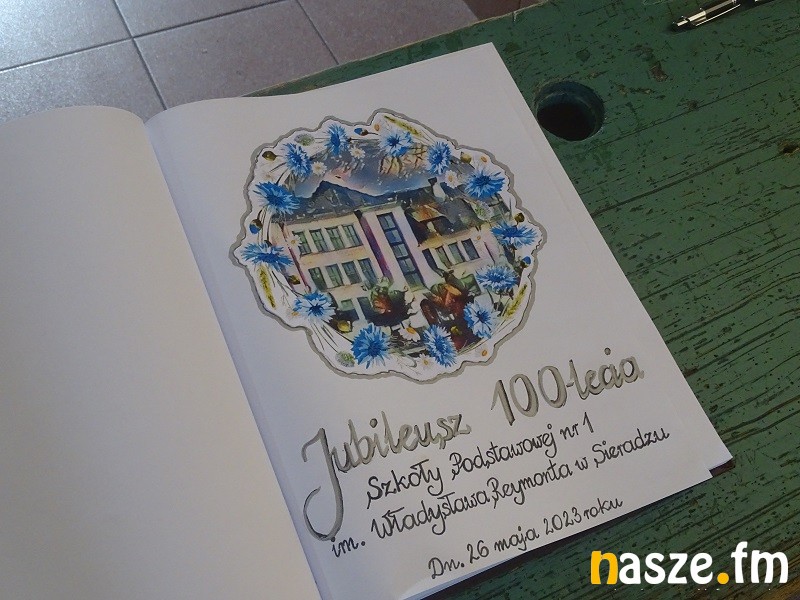 Jubileusz 100-lecia
Szkoły Podstawowej nr 1
im. Władysława Reymonta w Sieradzu
Dn. 26 maja 2023 roku
nasze.fm